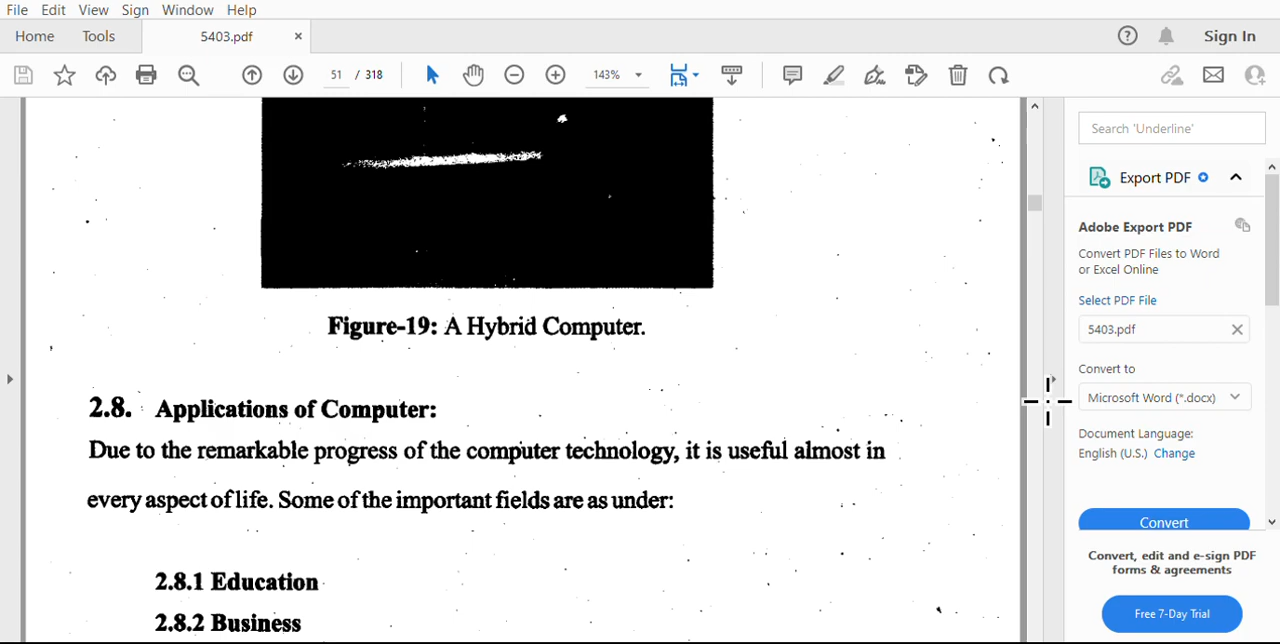 File Edit View Sign Window Help
Home Tools 5403.pdf × Sign In
51 / 318 143%
Search 'Underline'
Export PDF
Adobe Export PDF
Convert PDF Files to Word
or Excel Online
Select PDF File
5403.pdf
Convert to
Microsoft Word (*.docx)
Document Language:
English (U.S.) Change
Convert
Convert, edit and e-sign PDF
forms & agreements
Free 7-Day Trial
Figure-19: A Hybrid Computer.
2.8. Applications of Computer:
Due to the remarkable progress of the computer technology, it is useful almost in
every aspect of life. Some of the important fields are as under:
2.8.1 Education
2.8.2 Business